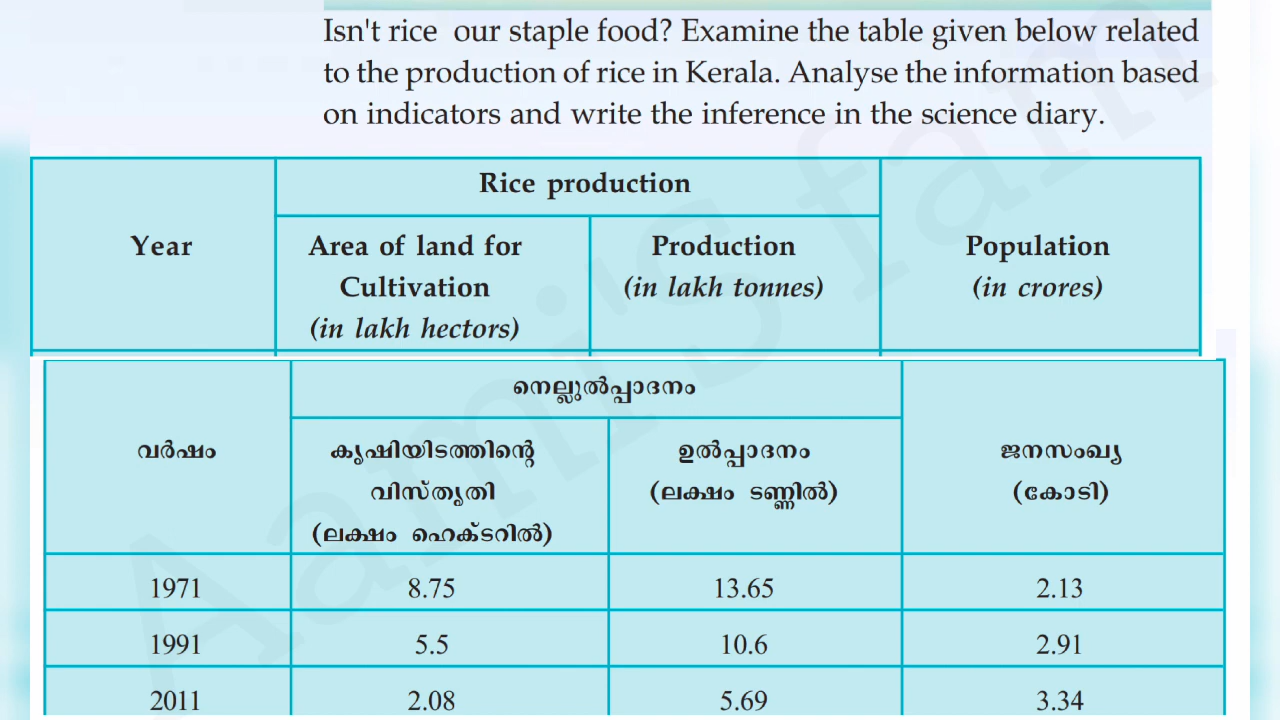 Isn't rice our staple food? Examine the table given below related
to the production of rice in Kerala. Analyse the information based
on indicators and write the inference in the science diary.
Rice production
Year
Area of land for
Cultivation
(in lakh hectors)
Production
(in lakh tonnes)
Population
(in crores)
നെല്ലുൽപ്പാദനം
വർഷം
കൃഷിയിടത്തിന്റെ
വിസ്തൃതി
(ലക്ഷം ഹെക്ടറിൽ)
ഉൽപ്പാദനം
(ലക്ഷം ടണ്ണിൽ)
ജനസംഖ്യ
(കോടി)
1971 8.75 13.65 2.13
1991 5.5 10.6 2.91
2011 2.08 5.69 3.34
Aami'S fam